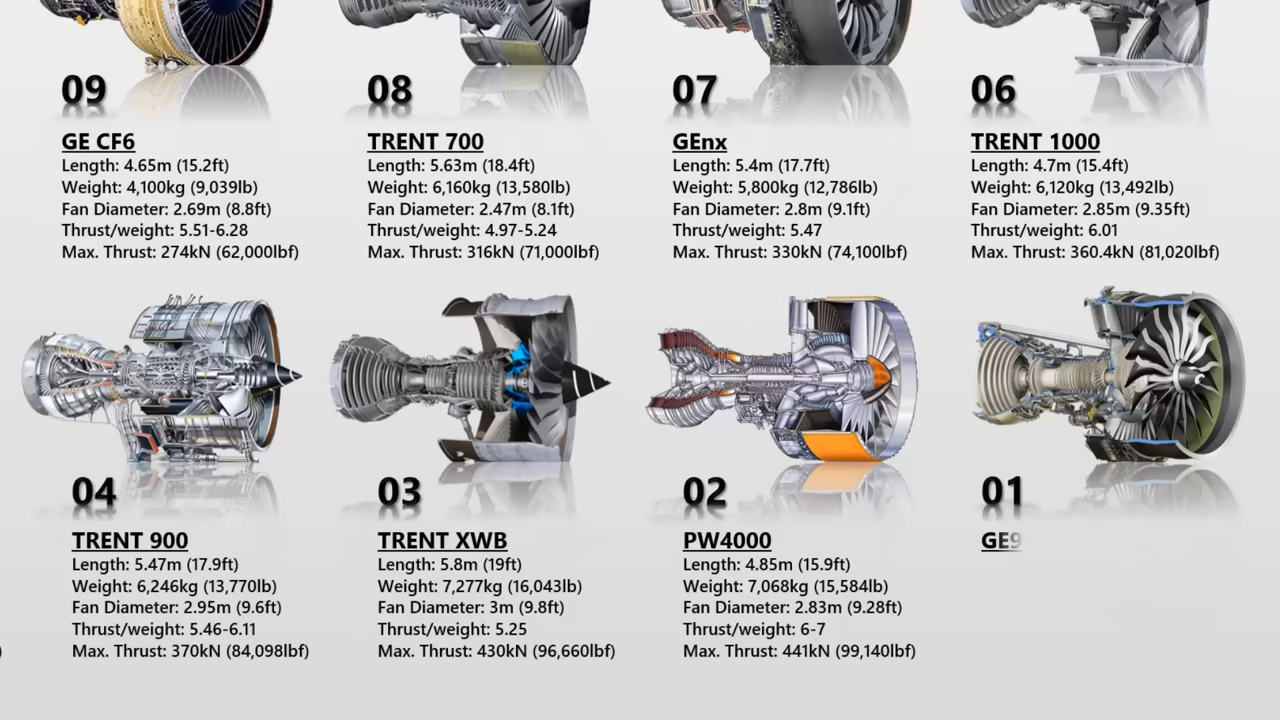 09
GE CF6
Length: 4.65m (15.2ft)
Weight: 4,100kg (9,039lb)
Fan Diameter: 2.69m (8.8ft)
Thrust/weight: 5.51-6.28
Max. Thrust: 274kN (62,000lbf)
08
TRENT 700
Length: 5.63m (18.4ft)
Weight: 6,160kg (13,580lb)
Fan Diameter: 2.47m (8.1ft)
Thrust/weight: 4.97-5.24
Max. Thrust: 316kN (71,000lbf)
07
GEnx
Length: 5.4m (17.7ft)
Weight: 5,800kg (12,786lb)
Fan Diameter: 2.8m (9.1ft)
Thrust/weight: 5.47
Max. Thrust: 330kN (74,100lbf)
06
TRENT 1000
Length: 4.7m (15.4ft)
Weight: 6,120kg (13,492lb)
Fan Diameter: 2.85m (9.35ft)
Thrust/weight: 6.01
Max. Thrust: 360.4kN (81,020lbf)
04
TRENT 900
Length: 5.47m (17.9ft)
Weight: 6,246kg (13,770lb)
Fan Diameter: 2.95m (9.6ft)
Thrust/weight: 5.46-6.11
Max. Thrust: 370kN (84,098lbf)
03
TRENT XWB
Length: 5.8m (19ft)
Weight: 7,277kg (16,043lb)
Fan Diameter: 3m (9.8ft)
Thrust/weight: 5.25
Max. Thrust: 430kN (96,660lbf)
02
PW4000
Length: 4.85m (15.9ft)
Weight: 7,068kg (15,584lb)
Fan Diameter: 2.83m (9.28ft)
Thrust/weight: 6-7
Max. Thrust: 441kN (99,140lbf)
01
GE9